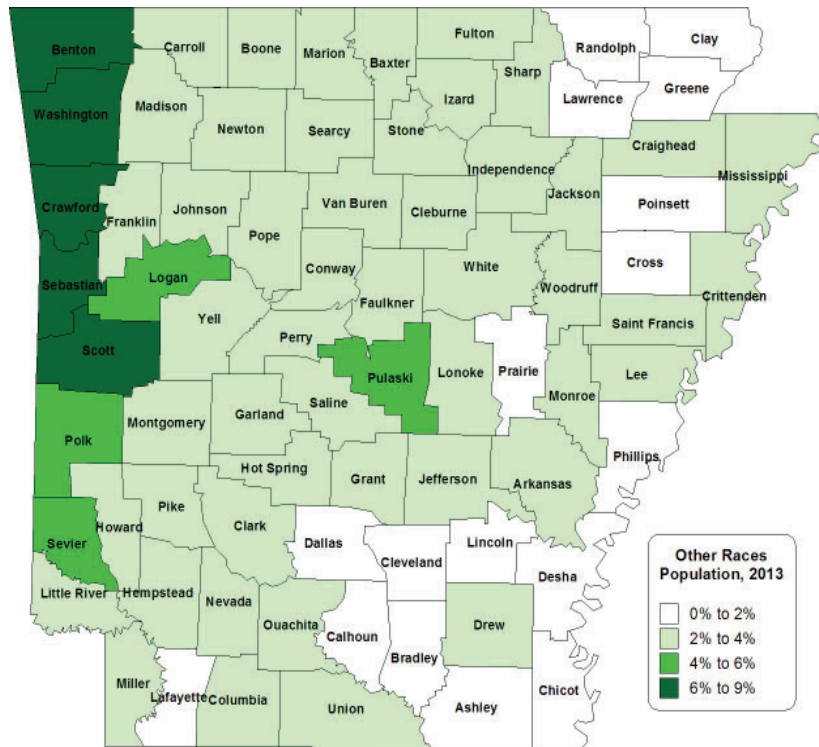 Benton
Carroll
Boone
Marion
Baxter
Fulton
Randolph
Clay
Sharp
Greene
Washington
Madison
Izard
Lawrence
Newton
Searcy
Stone
Craighead
Independence
Mississippi
Crawford
Franklin
Johnson
Van Buren
Cleburne
Jackson
Poinsett
Pope
Logan
Conway
White
Cross
Sebastian
Woodruff
Crittenden
Faulkner
Yell
Saint Francis
Perry
Scott
Pulaski
Lonoke
Prairie
Lee
Saline
Monroe
Garland
Montgomery
Polk
Phillips
Hot Spring
Grant
Jefferson
Arkansas
Pike
Howard
Clark
Sevier
Dallas
Lincoln
Cleveland
Desha
Little River
Hempstead
Nevada
Ouachita
Drew
Calhoun
Bradley
Miller
Lafayette
Columbia
Union
Ashley
Chicot
Other Races
Population, 2013
0% to 2%
2% to 4%
4% to 6%
6% to 9%